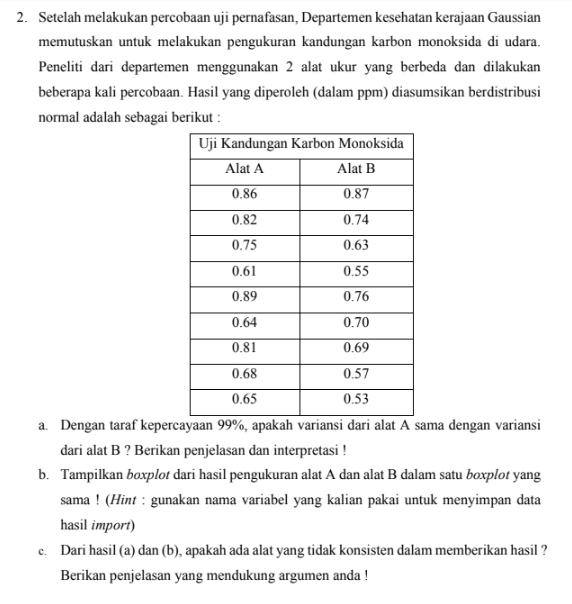 2. Setelah melakukan percobaan uji pernafasan, Departemen kesehatan kerajaan Gaussian
memutuskan untuk melakukan pengukuran kandungan karbon monoksida di udara.
Peneliti dari departemen menggunakan 2 alat ukur yang berbeda dan dilakukan
beberapa kali percobaan. Hasil yang diperoleh (dalam ppm) diasumsikan berdistribusi
normal adalah sebagai berikut :
Uji Kandungan Karbon Monoksida
Alat A Alat B
0.86 0.87
0.82 0.74
0.75 0.63
0.61 0.55
0.89 0.76
0.64 0.70
0.81 0.69
0.68 0.57
0.65 0.53
a. Dengan taraf kepercayaan 99%, apakah variansi dari alat A sama dengan variansi
dari alat B ? Berikan penjelasan dan interpretasi !
b. Tampilkan boxplot dari hasil pengukuran alat A dan alat B dalam satu boxplot yang
sama ! (Hint : gunakan nama variabel yang kalian pakai untuk menyimpan data
hasil import)
c. Dari hasil (a) dan (b), apakah ada alat yang tidak konsisten dalam memberikan hasil ?
Berikan penjelasan yang mendukung argumen anda !